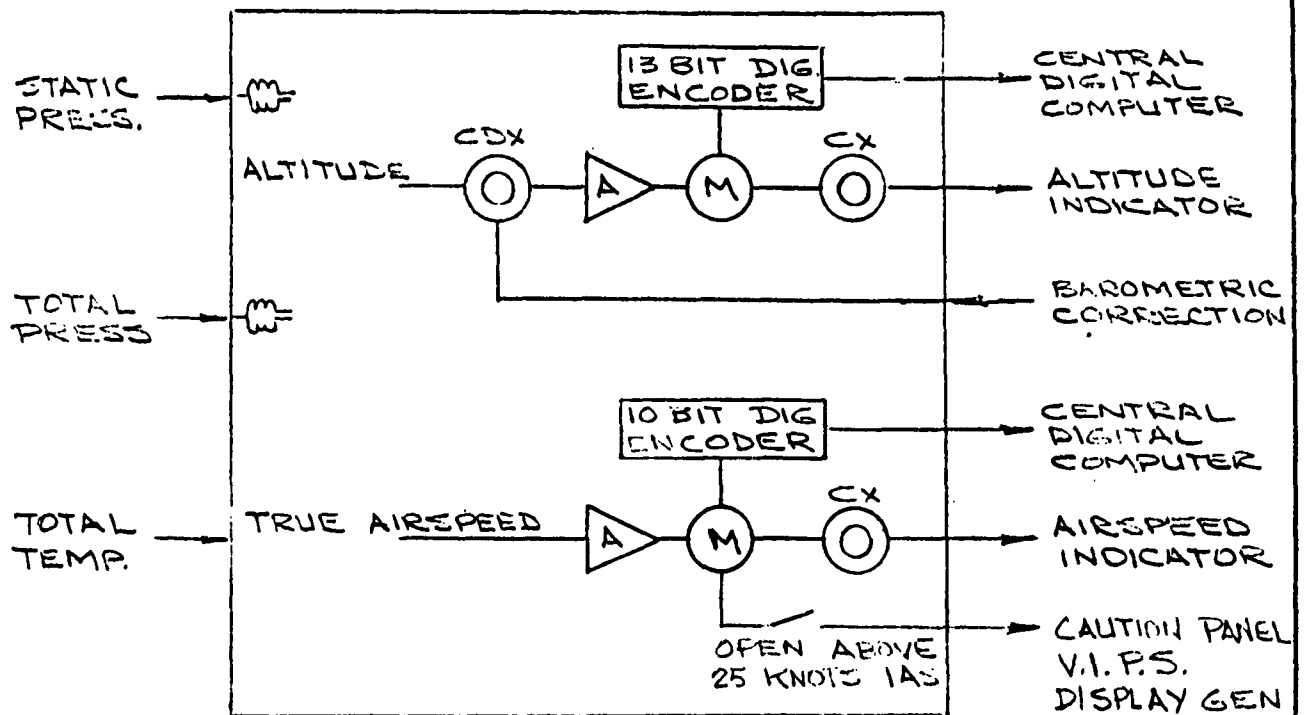 STATIC
PRESS.
ALTITUDE
CDX
13 BIT DIG.
ENCODER
A
M
CX
CENTRAL
DIGITAL
COMPUTER
ALTITUDE
INDICATOR
TOTAL
PRESS
BAROMETRIC
CORRECTION
10 BIT DIG
ENCODER
CENTRAL
DIGITAL
COMPUTER
TOTAL
TEMP.
TRUE AIRSPEED
A
M
CX
AIRSPEED
INDICATOR
OPEN ABOVE
25 KNOTS IAS
CAUTION PANEL
V.I.P.S.
DISPLAY GEN